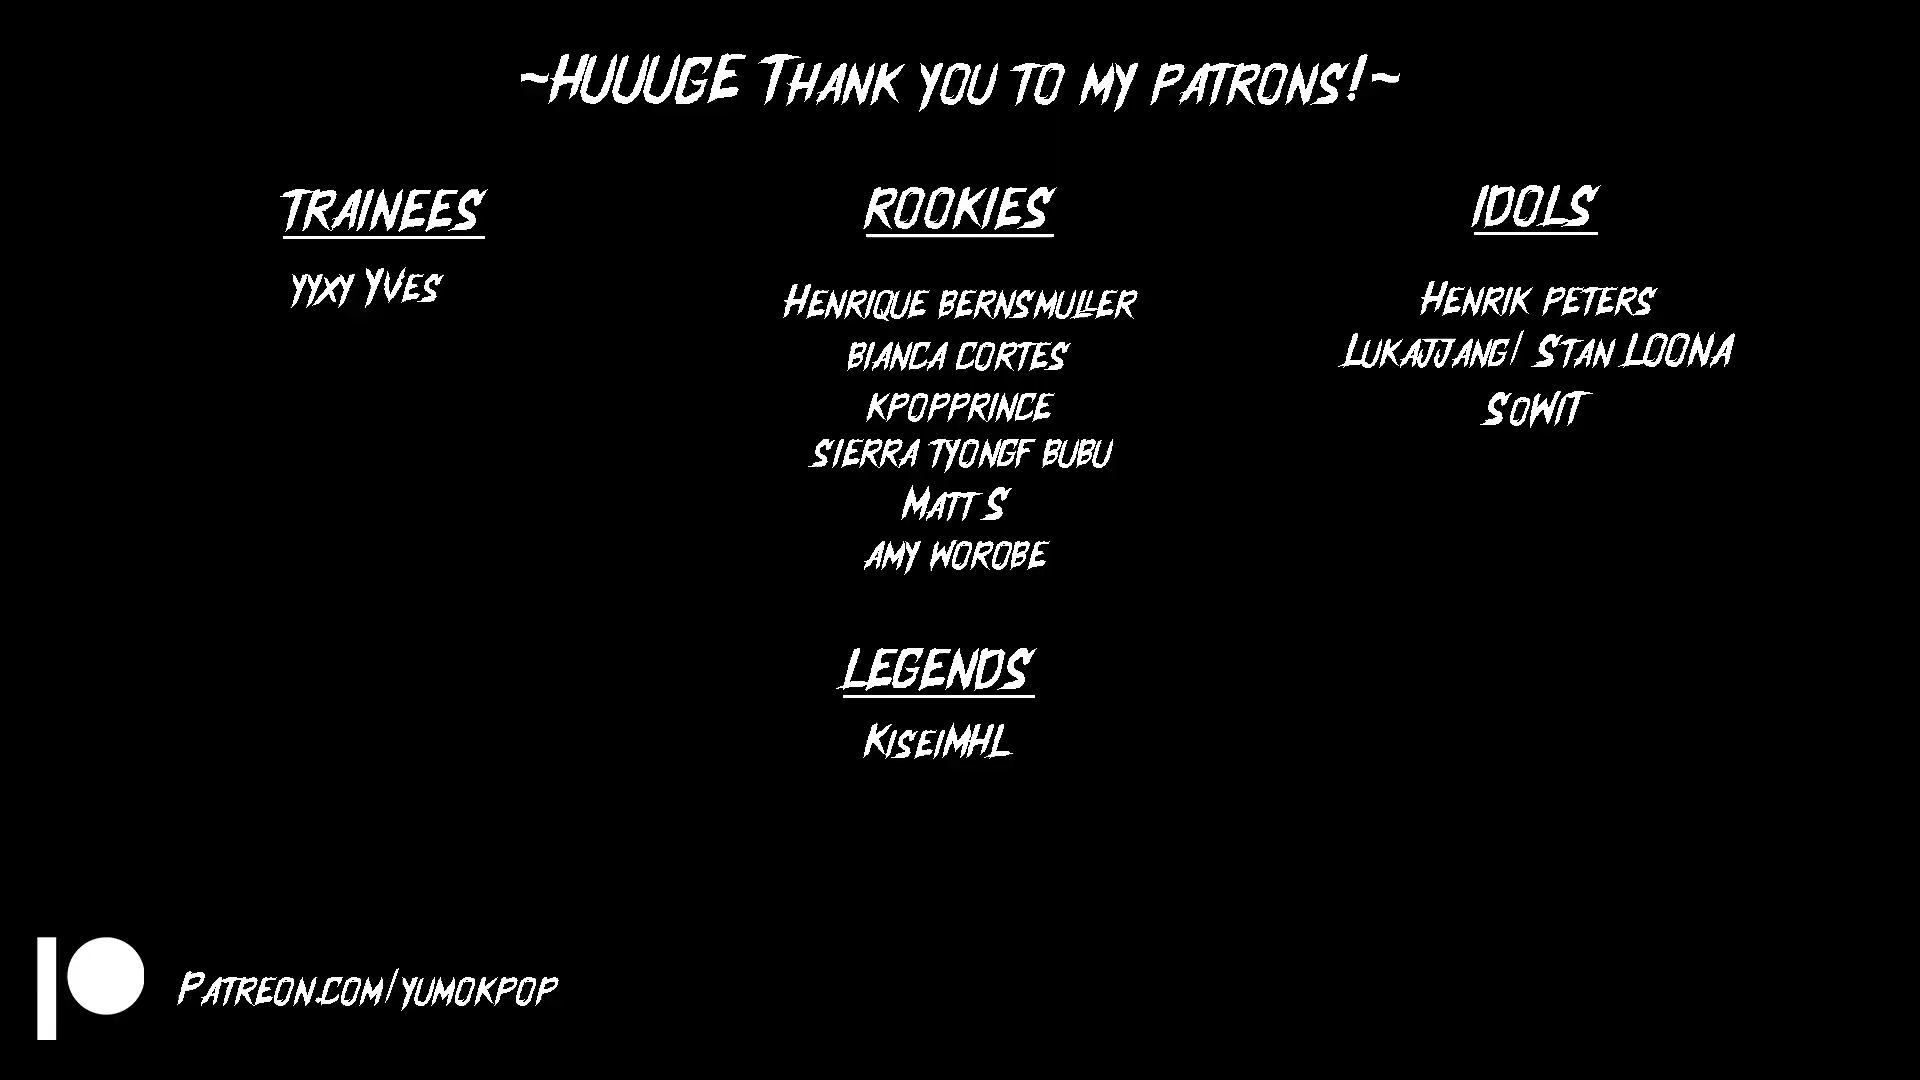 ~HUUUGE Thank you to my patrons!~
TRAINEES
yyxy Yves
ROOKIES
Henrique bernsmuller
bianca cortes
kpopprince
sierra tyongf bubu
Matt S
amy worobe
IDOLS
Henrik peters
Lukajjang/ Stan LOONA
SoWiT
LEGENDS
KiseiMHL
Patreon.com/yumokpop